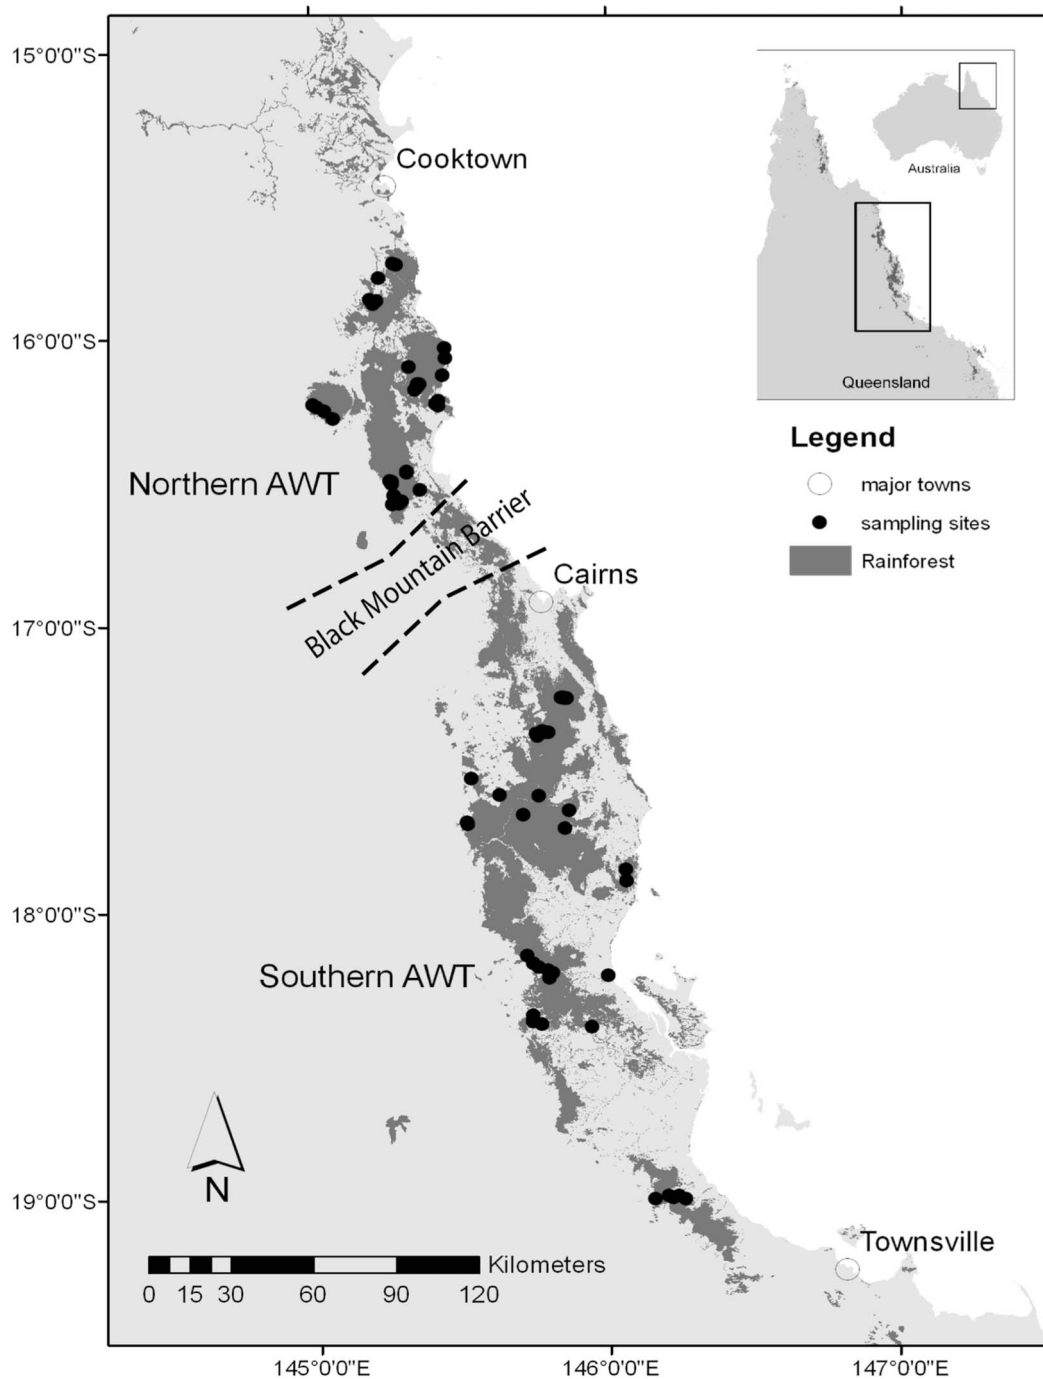 15°0'0"S
Cooktown
Australia
16°0'0"S
Queensland
Legend
major towns
sampling sites
Rainforest
Northern AWT
Black Mountain Barrier
Cairns
17°0'0"S
18°0'0"S
Southern AWT
N
19°0'0"S
Townsville
Kilometers
0 15 30 60 90 120
145°0'0"E 146°0'0"E 147°0'0"E